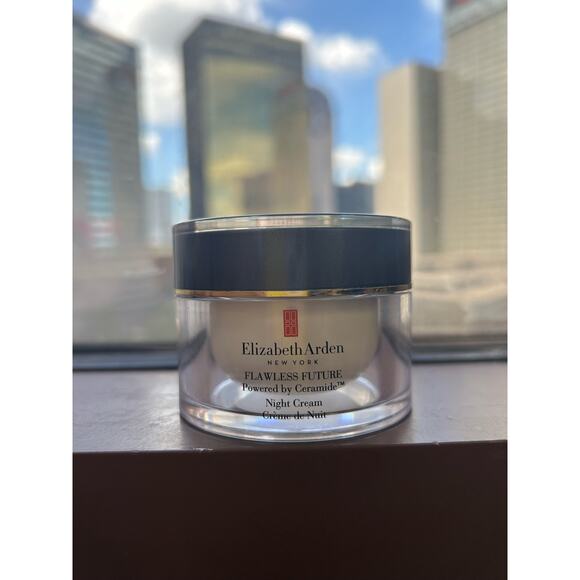 Elizabeth Arden
NEW YORK
FLAWLESS FUTURE
Powered by Ceramide™
Night Cream
Crème de Nuit